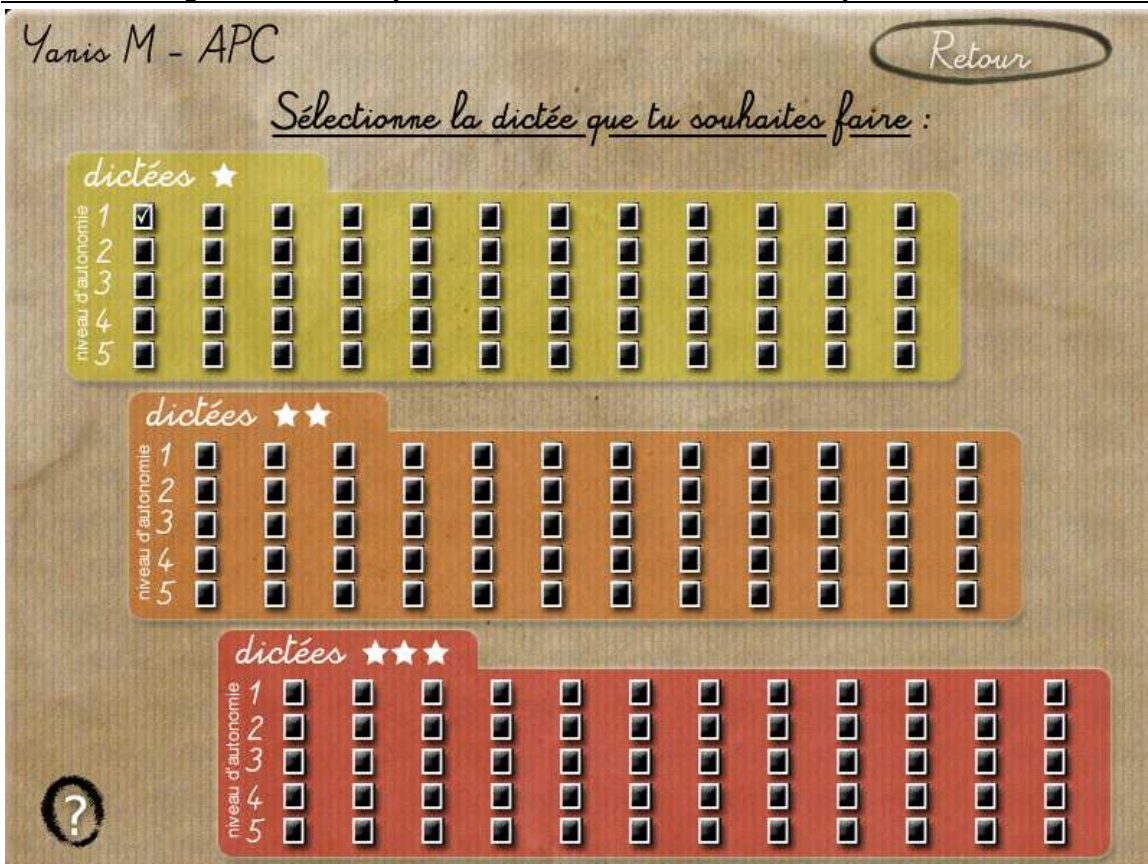 Yanis M - APC
Retour
Sélectionne la dictée que tu souhaites faire :
dictées
niveau d'autonomie
1
2
3
4
5
dictées
niveau d'autonomie
1
2
3
4
5
dictées
niveau d'autonomie
1
2
3
4
5
?